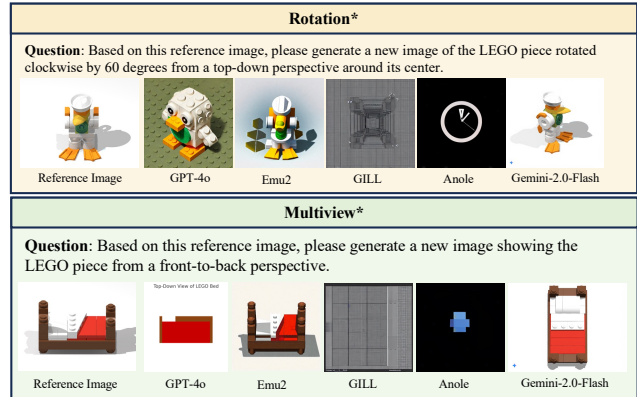 Rotation*
Question: Based on this reference image, please generate a new image of the LEGO piece rotated
clockwise by 60 degrees from a top-down perspective around its center.
Reference Image GPT-4o Emu2 GILL Anole Gemini-2.0-Flash
Multiview*
Question: Based on this reference image, please generate a new image showing the
LEGO piece from a front-to-back perspective.
Top-Down View of LEGO Bed
Reference Image GPT-4o Emu2 GILL Anole Gemini-2.0-Flash